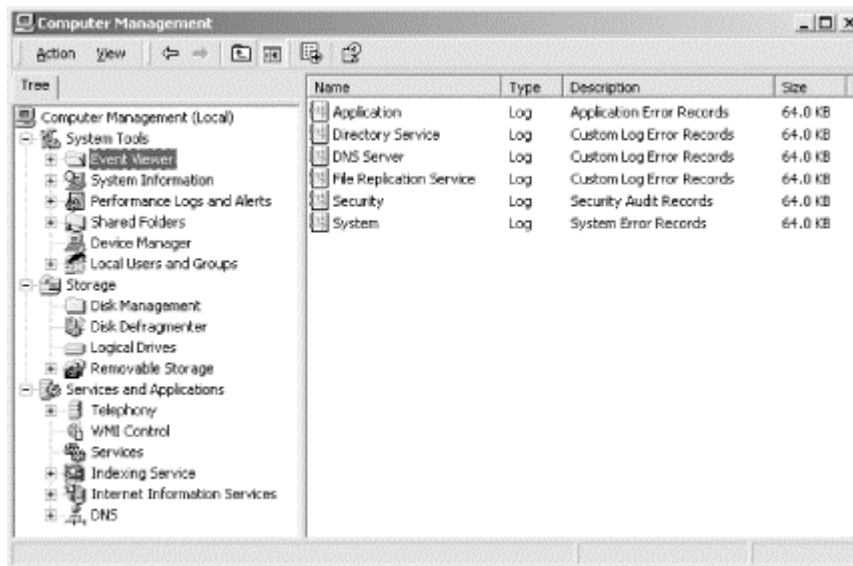 Computer Management
Action View
Tree
Computer Management (Local)
System Tools
Event Viewer
System Information
Performance Logs and Alerts
Shared Folders
Device Manager
Local Users and Groups
Storage
Disk Management
Disk Defragmenter
Logical Drives
Removable Storage
Services and Applications
Telephony
WMI Control
Services
Indexing Service
Internet Information Services
DNS
Name Type Description Size
Application Log Application Error Records 64.0 KB
Directory Service Log Custom Log Error Records 64.0 KB
DNS Server Log Custom Log Error Records 64.0 KB
File Replication Service Log Custom Log Error Records 64.0 KB
Security Log Security Audit Records 64.0 KB
System Log System Error Records 64.0 KB